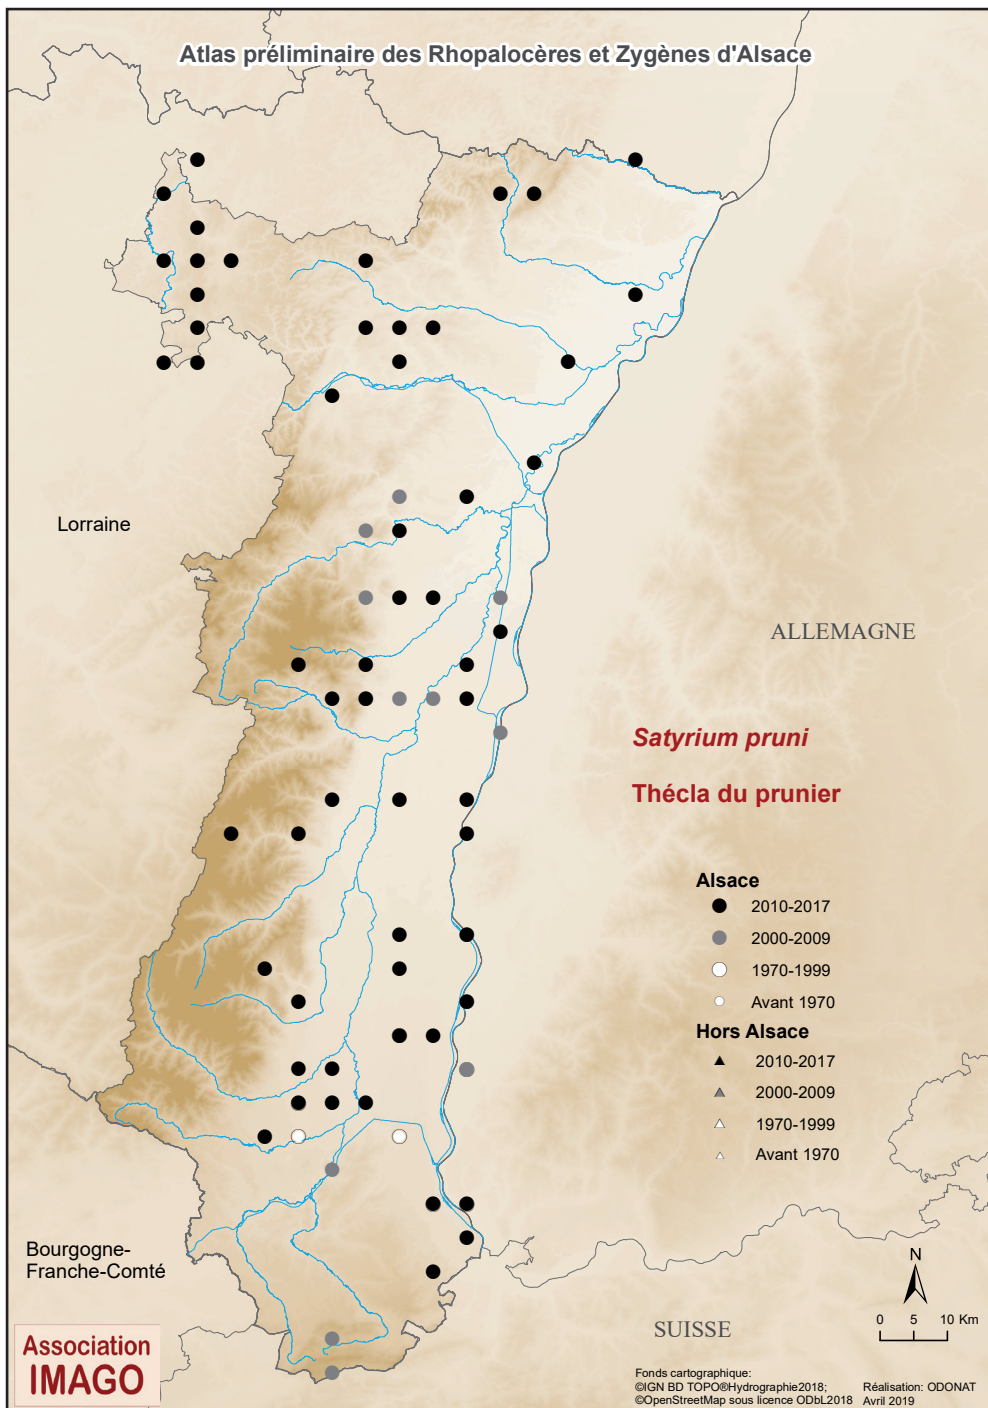 Atlas préliminaire des Rhopalocères et Zygènes d'Alsace
Lorraine
ALLEMAGNE
Satyrium pruni
Thécla du prunier
Alsace
2010-2017
2000-2009
1970-1999
Avant 1970
Hors Alsace
2010-2017
2000-2009
1970-1999
Avant 1970
Bourgogne-
Franche-Comté
N
0 5 10 Km
SUISSE
Association
IMAGO
Fonds cartographique:
©IGN BD TOPO®Hydrographie2018;
©OpenStreetMap sous licence ODbL2018
Réalisation: ODONAT
Avril 2019